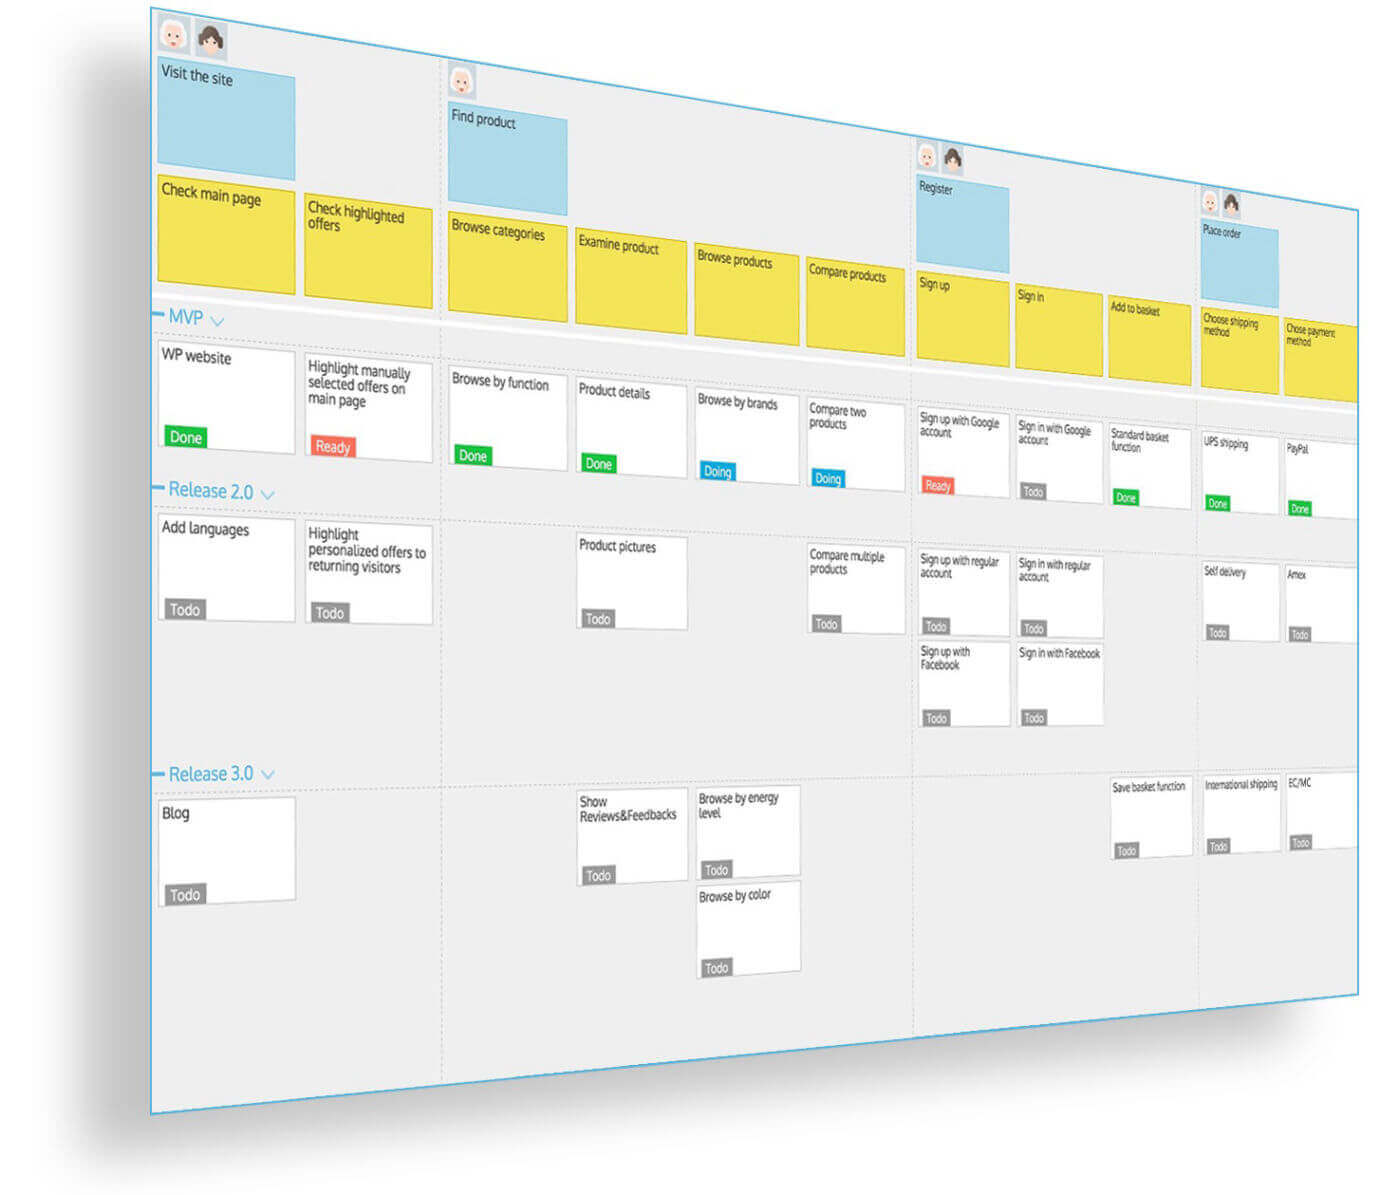 Visit the site
Find product
Register
Place order
Check main page
Check highlighted
offers
Browse categories
Examine product
Browse products
Compare products
Sign up
Sign in
Add to basket
Choose shipping
method
Chose payment
method
MVP
WP website
Done
Highlight manually
selected offers on
main page
Ready
Browse by function
Done
Product details
Done
Browse by brands
Doing
Compare two
products
Doing
Sign up with Google
account
Ready
Sign in with Google
account
Todo
Standard basket
function
Done
UPS shipping
Done
PayPal
Done
Release 2.0
Add languages
Todo
Highlight
personalized offers to
returning visitors
Todo
Product pictures
Todo
Compare multiple
products
Todo
Sign up with regular
account
Todo
Sign in with regular
account
Todo
Self delivery
Todo
Amex
Todo
Sign up with
Facebook
Todo
Sign in with Facebook
Todo
Release 3.0
Blog
Todo
Show
Reviews&Feedbacks
Todo
Browse by energy
level
Todo
Save basket function
Todo
International shipping
Todo
EC/MC
Todo
Browse by color
Todo